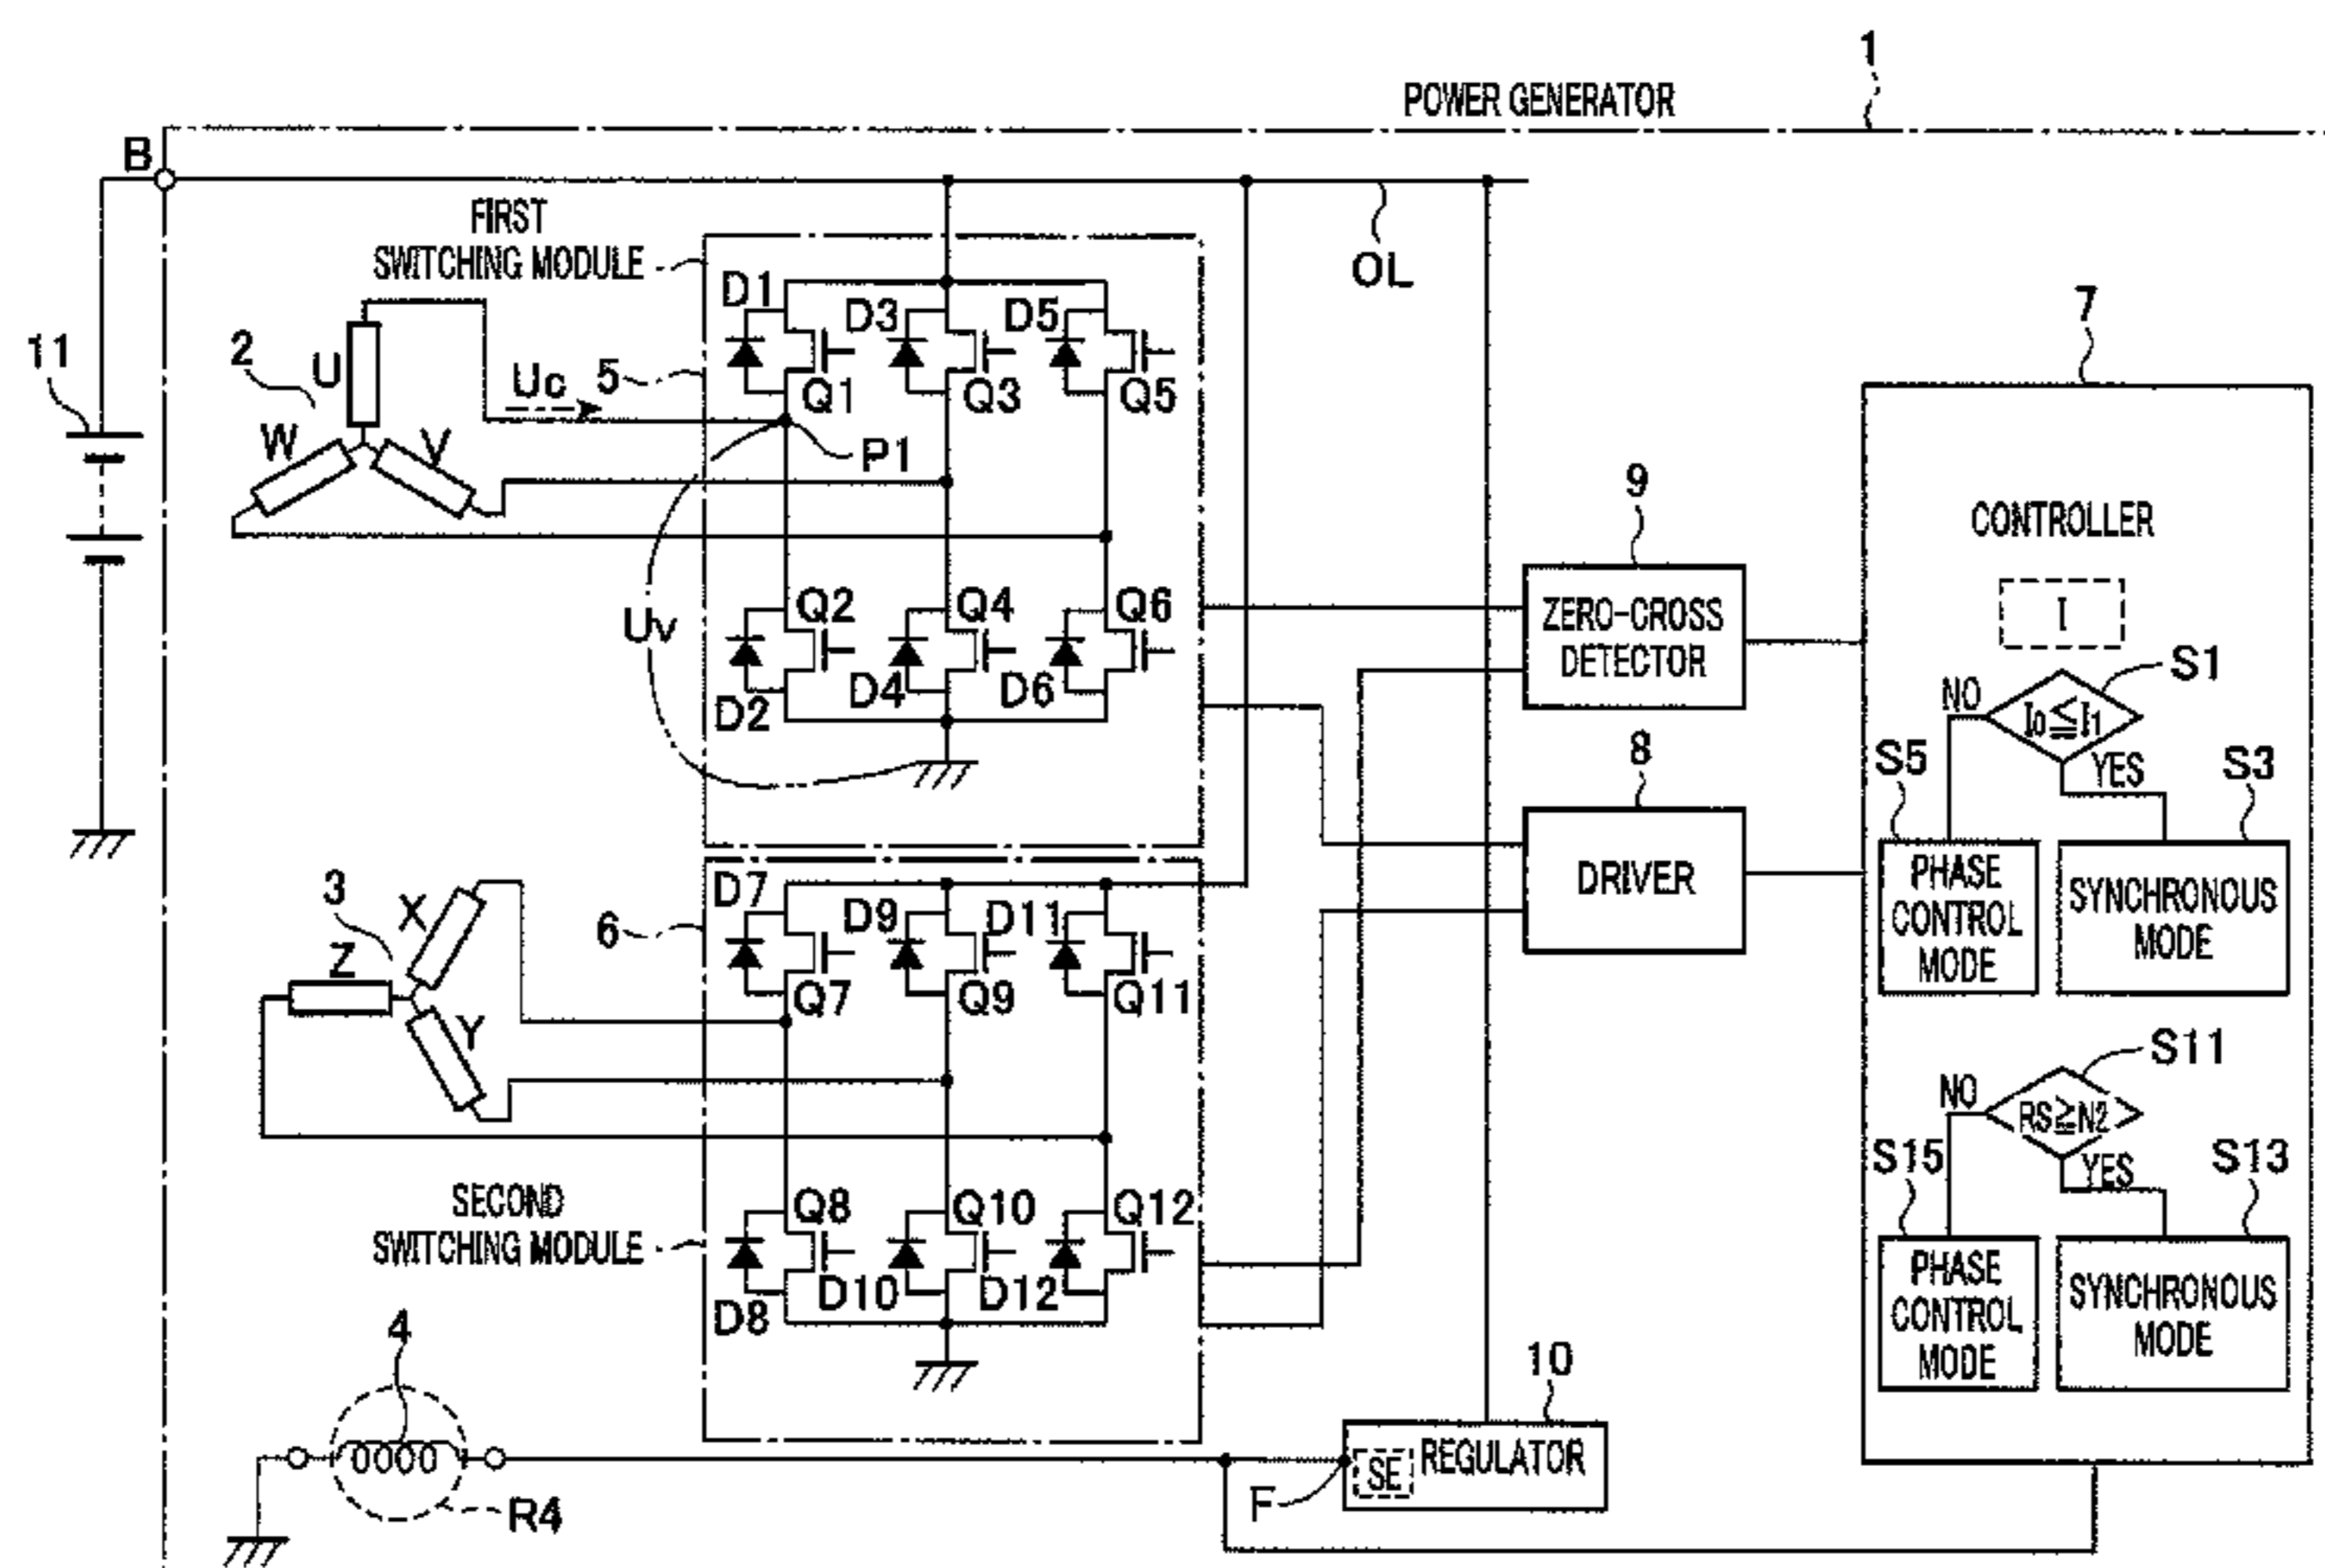 1
POWER GENERATOR
B
FIRST
SWITCHING MODULE
OL
D1
D3
D5
7
11
2
U
Uc
5
Q1
Q3
Q5
W
V
P1
9
CONTROLLER
ZERO-CROSS
DETECTOR
I
Q2
Q4
Q6
Uv
S1
NO
I0≦I1
D2
D4
D6
8
S5
YES
S3
DRIVER
PHASE
CONTROL
MODE
SYNCHRONOUS
MODE
3
X
6
D7
D9
D11
Z
Q7
Q9
Q11
Y
S11
NO
RS≧N2
S15
YES
S13
SECOND
SWITCHING MODULE
Q8
Q10
Q12
D8
D10
D12
PHASE
CONTROL
MODE
SYNCHRONOUS
MODE
4
10
SE
REGULATOR
F
R4